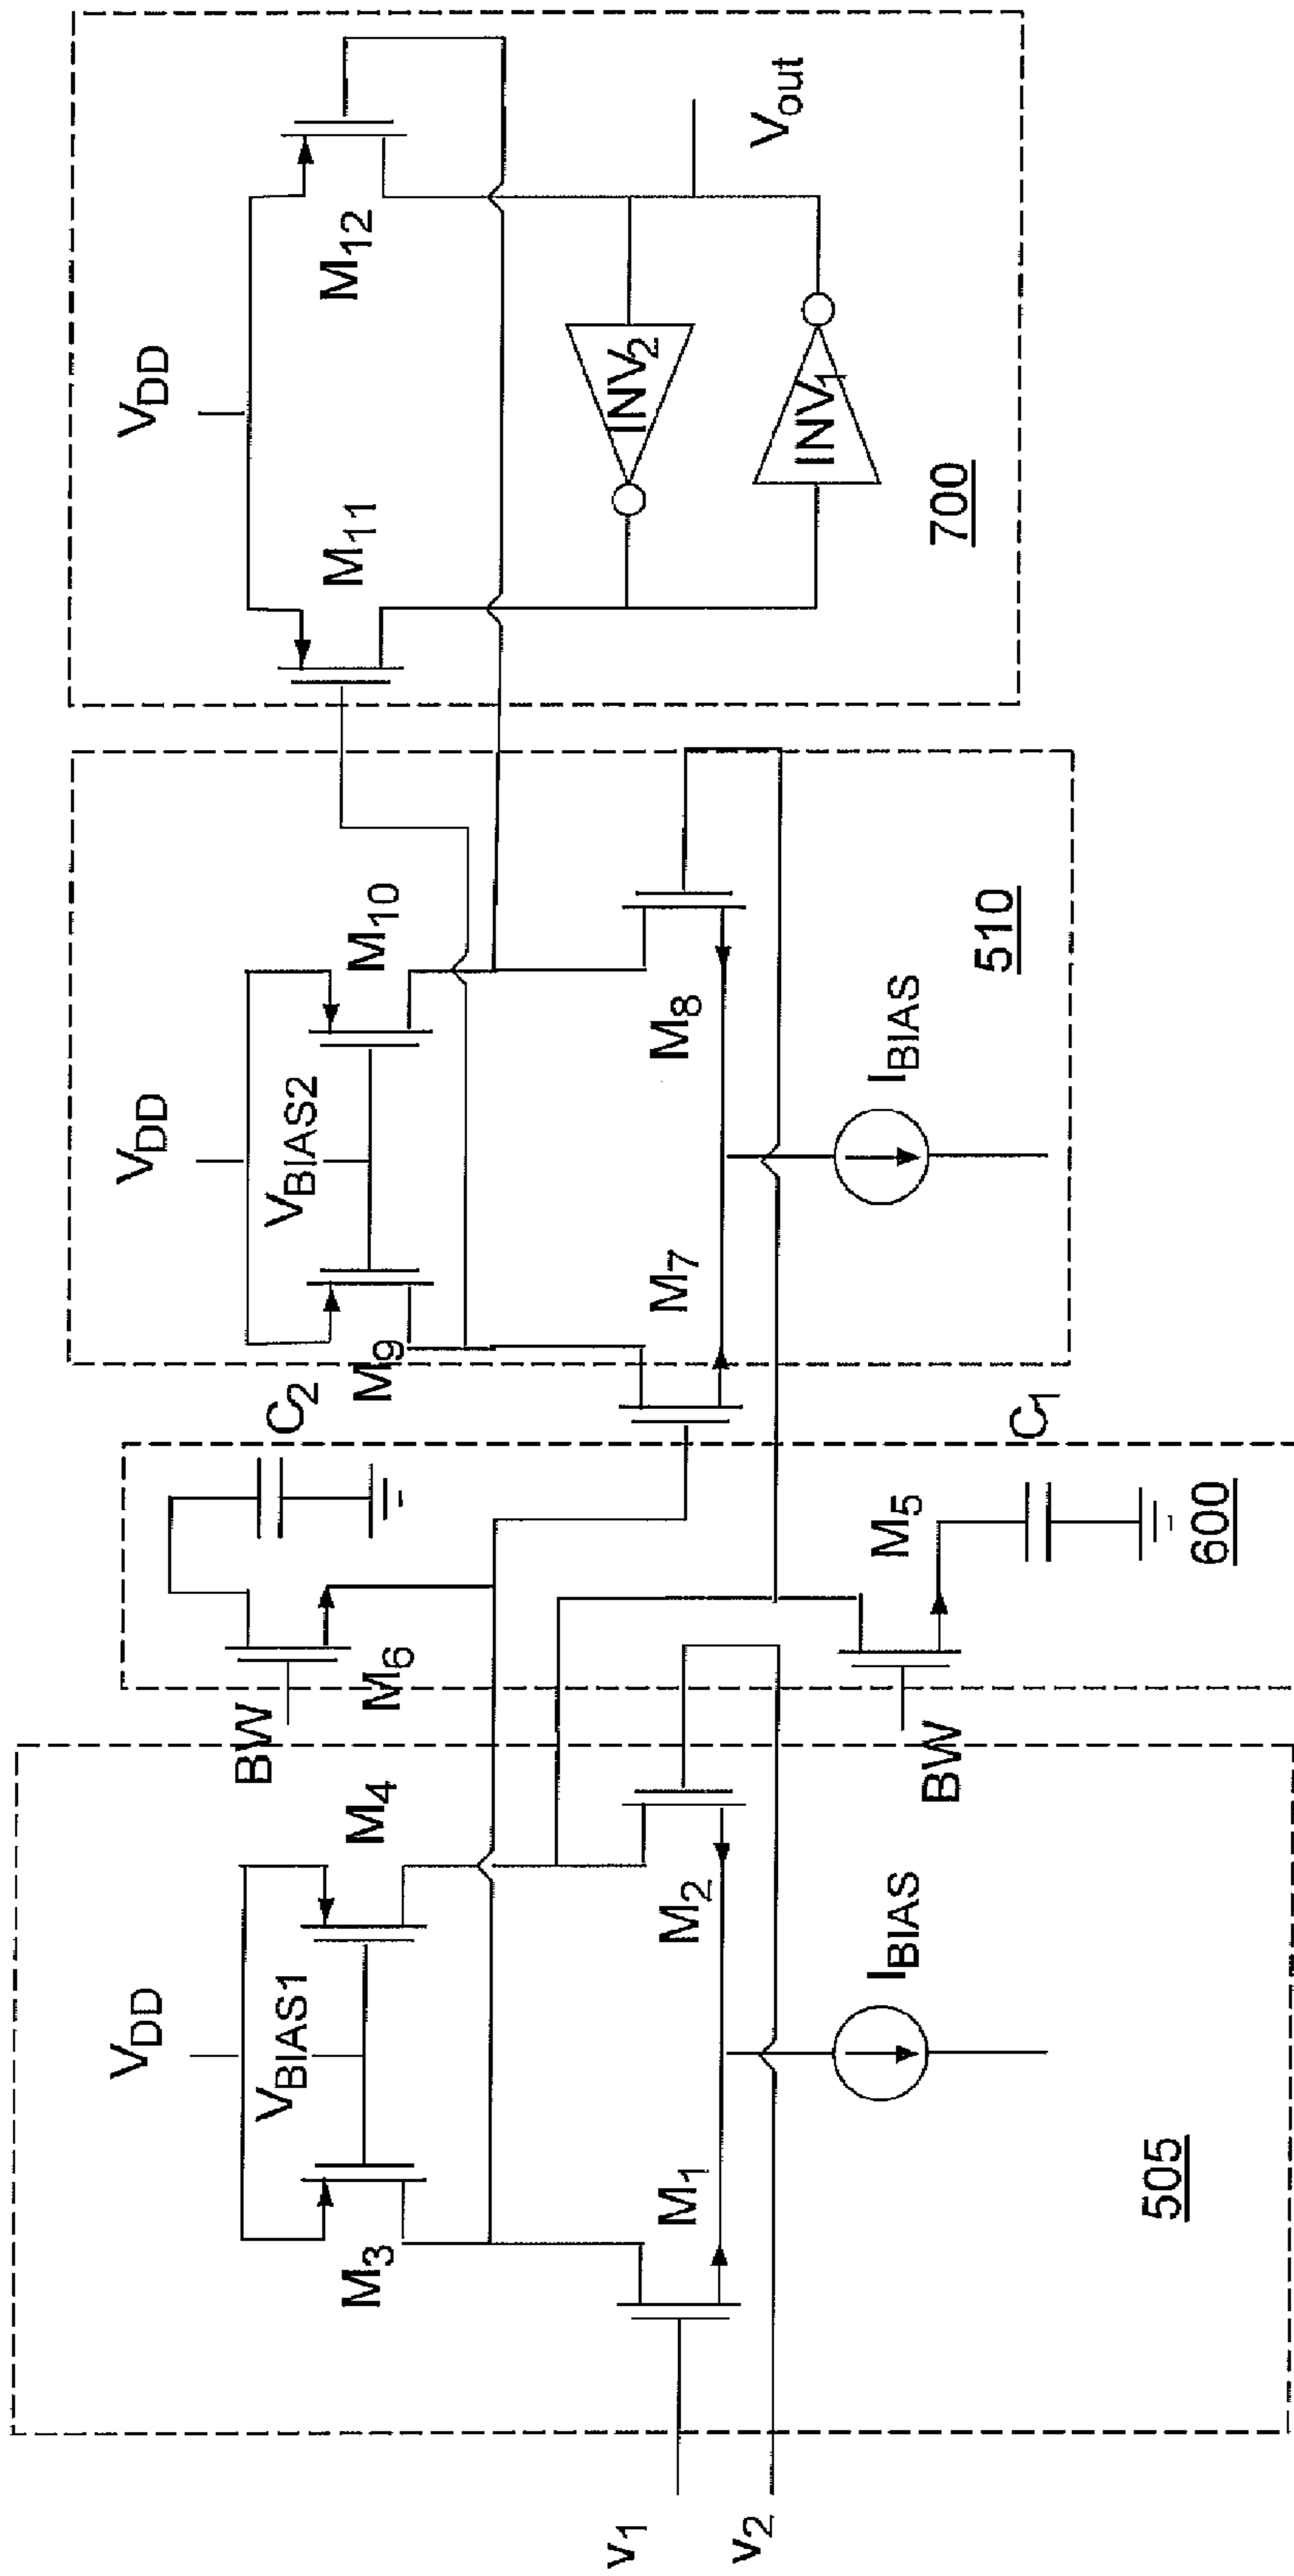 V_DD
V_BIAS1
M_3
M_4
M_1
M_2
I_BIAS
v_1
v_2
505
BW
M_6
C_2
BW
M_5
C_1
600
V_DD
V_BIAS2
M_9
M_10
M_7
M_8
I_BIAS
510
V_DD
M_11
M_12
INV_2
INV_1
V_out
700